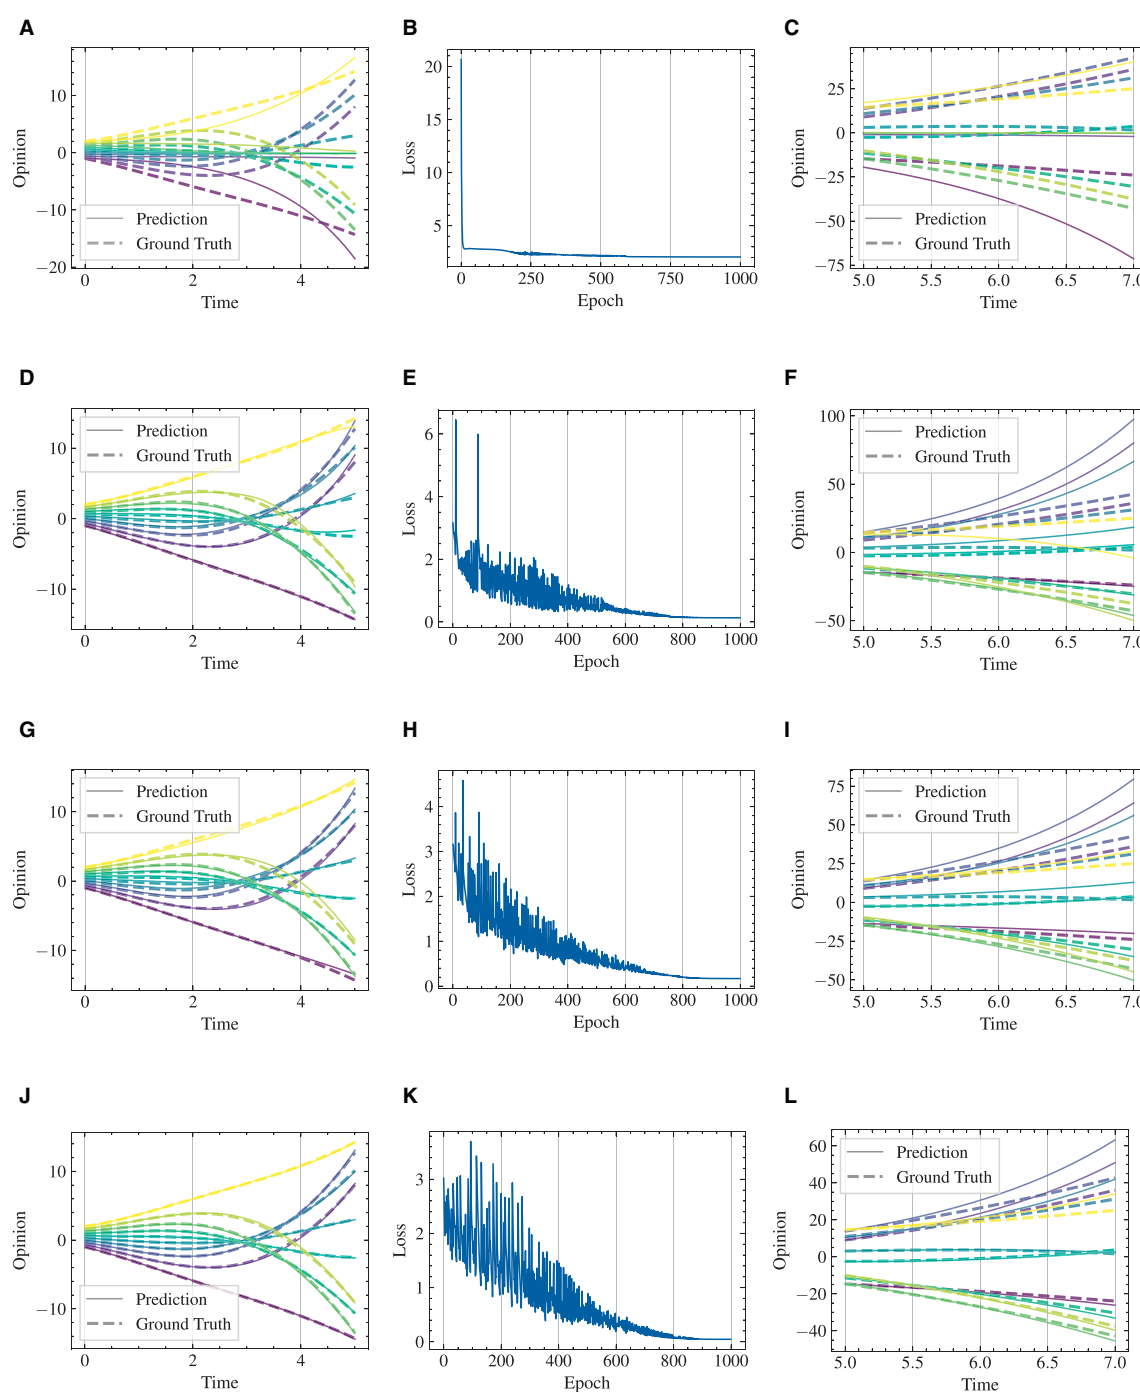 A
B
C
10
0
−10
−20
0
2
4
Opinion
Time
Prediction
Ground Truth
20
15
10
5
0
250
500
750
1000
Loss
Epoch
25
0
−25
−50
−75
5.0
5.5
6.0
6.5
7.0
Opinion
Time
Prediction
Ground Truth
D
E
F
10
0
−10
0
2
4
Opinion
Time
Prediction
Ground Truth
6
4
2
0
0
200
400
600
800
1000
Loss
Epoch
100
50
0
−50
5.0
5.5
6.0
6.5
7.0
Opinion
Time
Prediction
Ground Truth
G
H
I
10
0
−10
0
2
4
Opinion
Time
Prediction
Ground Truth
4
3
2
1
0
0
200
400
600
800
1000
Loss
Epoch
75
50
25
0
−25
−50
5.0
5.5
6.0
6.5
7.0
Opinion
Time
Prediction
Ground Truth
J
K
L
10
0
−10
0
2
4
Opinion
Time
Prediction
Ground Truth
3
2
1
0
0
200
400
600
800
1000
Loss
Epoch
60
40
20
0
−20
−40
5.0
5.5
6.0
6.5
7.0
Opinion
Time
Prediction
Ground Truth